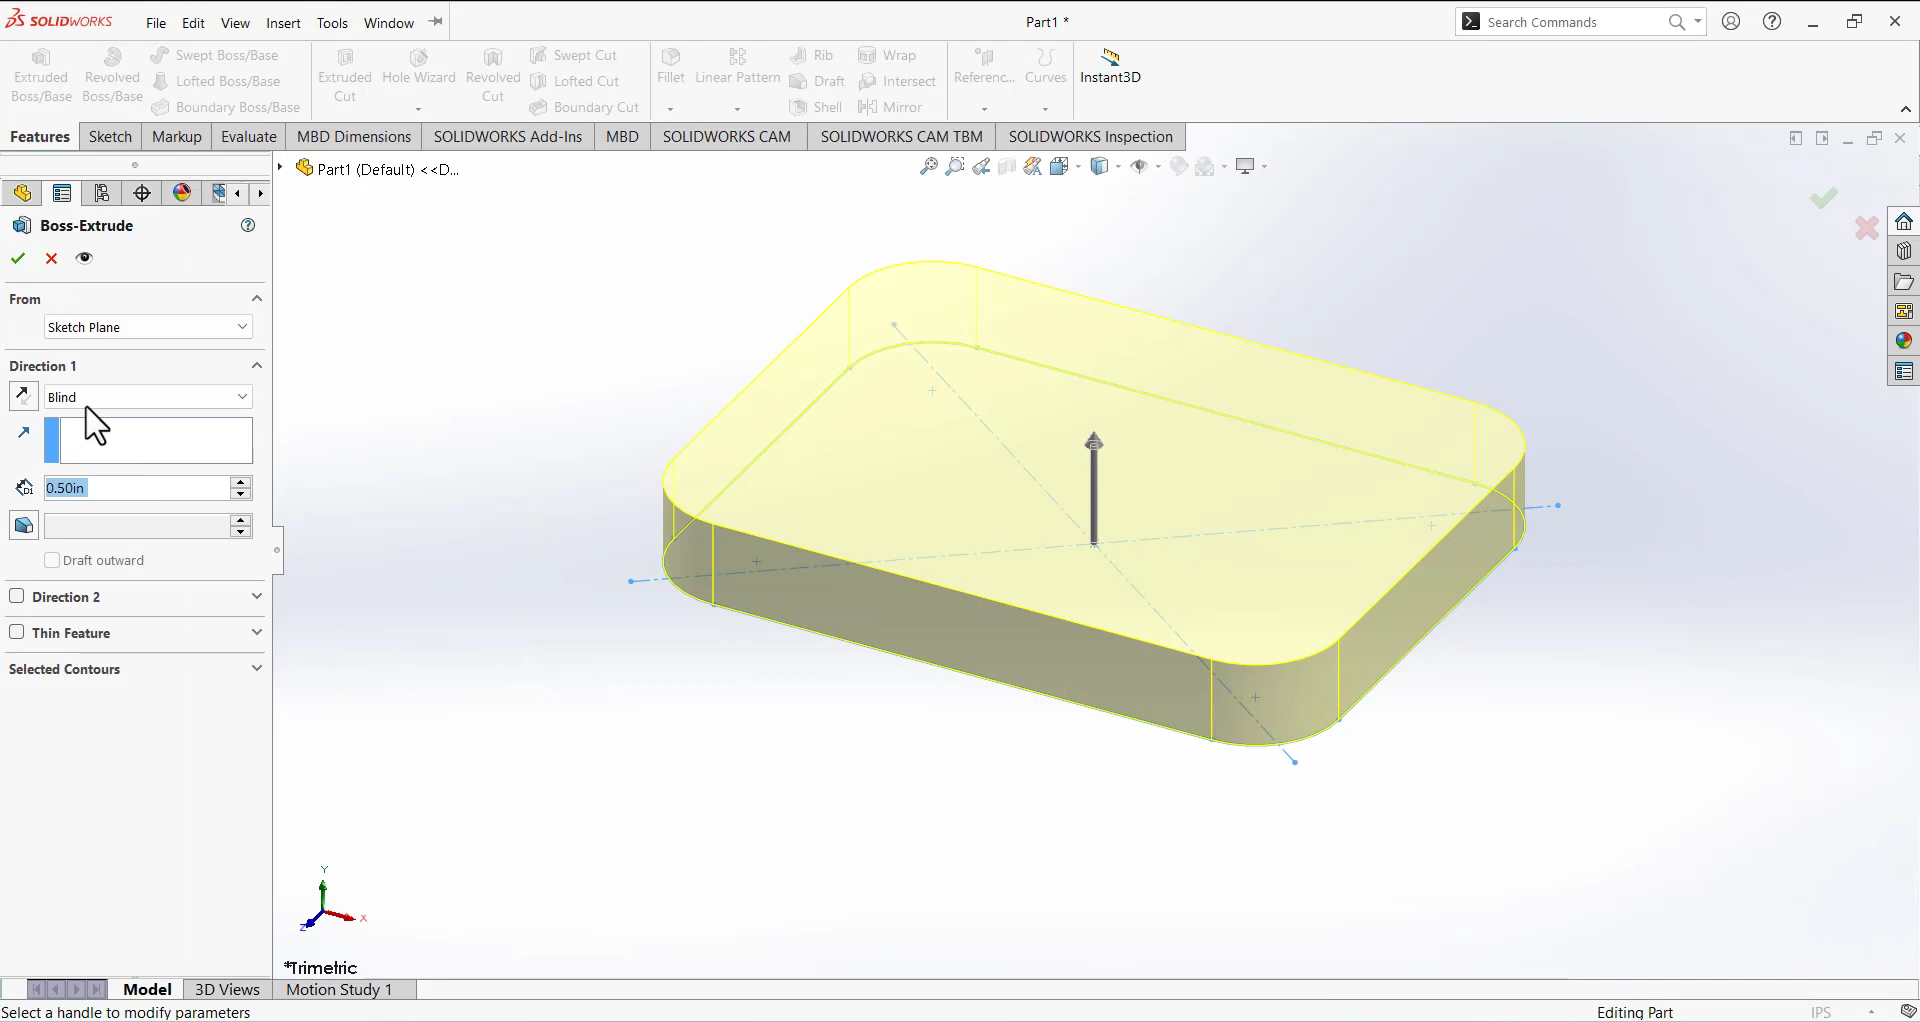 SOLIDWORKS File Edit View Insert Tools Window Part1 * Search Commands
Extruded Boss/Base Revolved Boss/Base Swept Boss/Base Lofted Boss/Base Boundary Boss/Base Extruded Cut Hole Wizard Revolved Cut Swept Cut Lofted Cut Boundary Cut Fillet Linear Pattern Rib Draft Shell Wrap Intersect Mirror Referenc... Curves Instant3D
Features Sketch Markup Evaluate MBD Dimensions SOLIDWORKS Add-Ins MBD SOLIDWORKS CAM SOLIDWORKS CAM TBM SOLIDWORKS Inspection
Part1 (Default) <<D...
Boss-Extrude
From
Sketch Plane
Direction 1
Blind
D1
0.50in
Draft outward
Direction 2
Thin Feature
Selected Contours
Y
X
Z
*Trimetric
Model 3D Views Motion Study 1
Select a handle to modify parameters Editing Part IPS